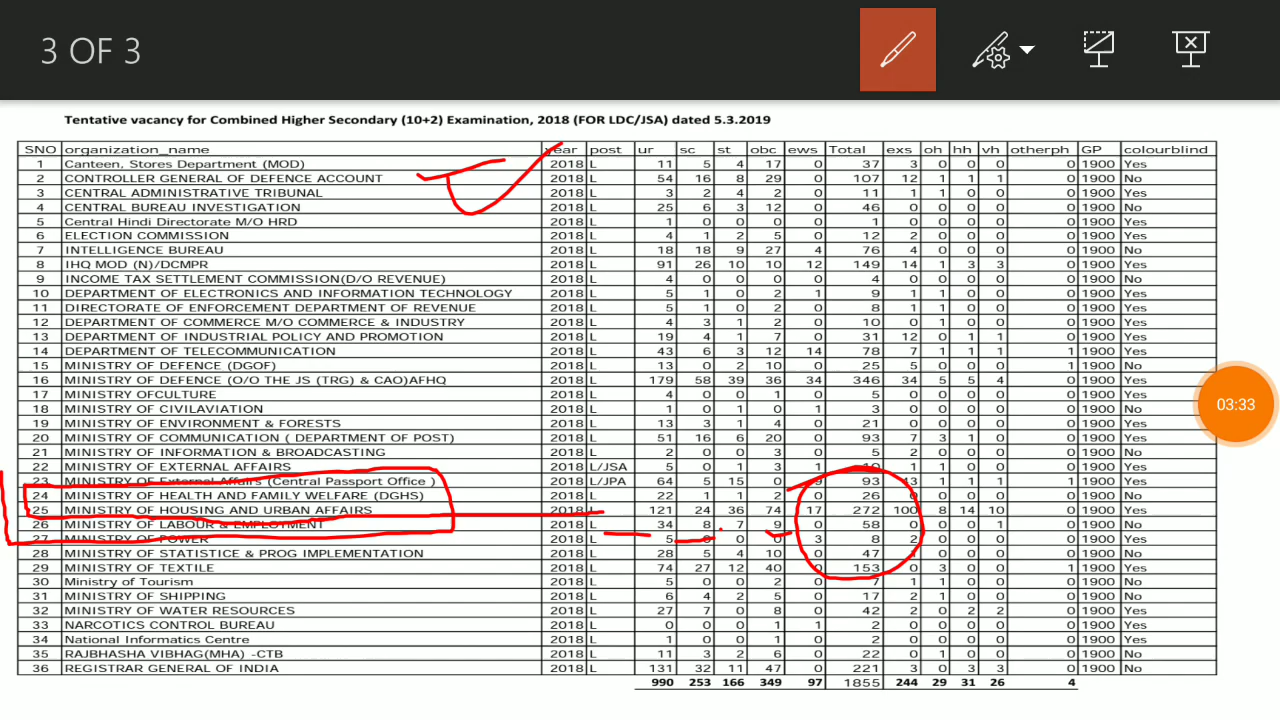 3 OF 3
Tentative vacancy for Combined Higher Secondary (10+2) Examination, 2018 (FOR LDC/JSA) dated 5.3.2019
SNO organization_name year post ur sc st obc ews Total exs oh hh vh otherph GP colourblind
1 Canteen, Stores Department (MOD) 2018 L 11 5 4 17 0 37 3 0 0 0 0 1900 Yes
2 CONTROLLER GENERAL OF DEFENCE ACCOUNT 2018 L 54 16 8 29 0 107 12 1 1 1 0 1900 No
3 CENTRAL ADMINISTRATIVE TRIBUNAL 2018 L 3 2 4 2 0 11 1 1 0 0 0 1900 Yes
4 CENTRAL BUREAU INVESTIGATION 2018 L 25 6 3 12 0 46 0 0 0 0 0 1900 No
5 Central Hindi Directorate M/O HRD 2018 L 1 0 0 0 0 1 0 0 0 0 0 1900 Yes
6 ELECTION COMMISSION 2018 L 4 1 2 5 0 12 2 0 0 0 0 1900 Yes
7 INTELLIGENCE BUREAU 2018 L 18 18 9 27 4 76 4 0 0 0 0 1900 No
8 IHQ MOD (N)/DCMPR 2018 L 91 26 10 10 12 149 14 1 3 3 0 1900 Yes
9 INCOME TAX SETTLEMENT COMMISSION(D/O REVENUE) 2018 L 4 0 0 0 0 4 0 0 0 0 0 1900 No
10 DEPARTMENT OF ELECTRONICS AND INFORMATION TECHNOLOGY 2018 L 5 1 0 2 1 9 1 1 0 0 0 1900 Yes
11 DIRECTORATE OF ENFORCEMENT DEPARTMENT OF REVENUE 2018 L 5 1 0 2 0 8 1 1 0 0 0 1900 Yes
12 DEPARTMENT OF COMMERCE M/O COMMERCE & INDUSTRY 2018 L 4 3 1 2 0 10 0 1 0 0 0 1900 Yes
13 DEPARTMENT OF INDUSTRIAL POLICY AND PROMOTION 2018 L 19 4 1 7 0 31 12 0 1 1 0 1900 Yes
14 DEPARTMENT OF TELECOMMUNICATION 2018 L 43 6 3 12 14 78 7 1 1 1 1 1900 Yes
15 MINISTRY OF DEFENCE (DGOF) 2018 L 13 0 2 10 0 25 5 0 0 0 1 1900 No
16 MINISTRY OF DEFENCE (O/O THE JS (TRG) & CAO)AFHQ 2018 L 179 58 39 36 34 346 34 5 5 4 0 1900 Yes
17 MINISTRY OFCULTURE 2018 L 4 0 0 1 0 5 0 0 0 0 0 1900 Yes
18 MINISTRY OF CIVILAVIATION 2018 L 1 0 1 0 1 3 0 0 0 0 0 1900 No
19 MINISTRY OF ENVIRONMENT & FORESTS 2018 L 13 3 1 4 0 21 0 0 0 0 0 1900 Yes
20 MINISTRY OF COMMUNICATION ( DEPARTMENT OF POST) 2018 L 51 16 6 20 0 93 7 3 1 0 0 1900 Yes
21 MINISTRY OF INFORMATION & BROADCASTING 2018 L 2 0 0 3 0 5 2 0 0 0 0 1900 No
22 MINISTRY OF EXTERNAL AFFAIRS 2018 L/JSA 5 0 1 3 1 10 1 1 0 0 0 1900 Yes
23 MINISTRY OF External Affairs (Central Passport Office ) 2018 L/JPA 64 5 15 0 9 93 13 1 1 1 1 1900 Yes
24 MINISTRY OF HEALTH AND FAMILY WELFARE (DGHS) 2018 L 22 1 1 2 0 26 0 0 0 0 0 1900 No
25 MINISTRY OF HOUSING AND URBAN AFFAIRS 2018 L 121 24 36 74 17 272 100 8 14 10 0 1900 Yes
26 MINISTRY OF LABOUR & EMPLOYMENT 2018 L 34 8 7 9 0 58 0 0 0 1 0 1900 No
27 MINISTRY OF POWER 2018 L 5 0 0 0 3 8 2 0 0 0 0 1900 Yes
28 MINISTRY OF STATISTICE & PROG IMPLEMENTATION 2018 L 28 5 4 10 0 47 1 0 0 0 0 1900 No
29 MINISTRY OF TEXTILE 2018 L 74 27 12 40 0 153 0 3 0 0 1 1900 Yes
30 Ministry of Tourism 2018 L 5 0 0 2 0 7 1 1 0 0 0 1900 No
31 MINISTRY OF SHIPPING 2018 L 6 4 2 5 0 17 2 1 0 0 0 1900 No
32 MINISTRY OF WATER RESOURCES 2018 L 27 7 0 8 0 42 2 0 2 2 0 1900 Yes
33 NARCOTICS CONTROL BUREAU 2018 L 0 0 0 1 1 2 0 0 0 0 0 1900 Yes
34 National Informatics Centre 2018 L 1 0 1 0 0 2 0 0 0 0 0 1900 Yes
35 RAJBHASHA VIBHAG(MHA) -CTB 2018 L 11 3 2 6 0 22 0 1 0 0 0 1900 No
36 REGISTRAR GENERAL OF INDIA 2018 L 131 32 11 47 0 221 3 0 3 3 0 1900 No
990 253 166 349 97 1855 244 29 31 26 4
03:33